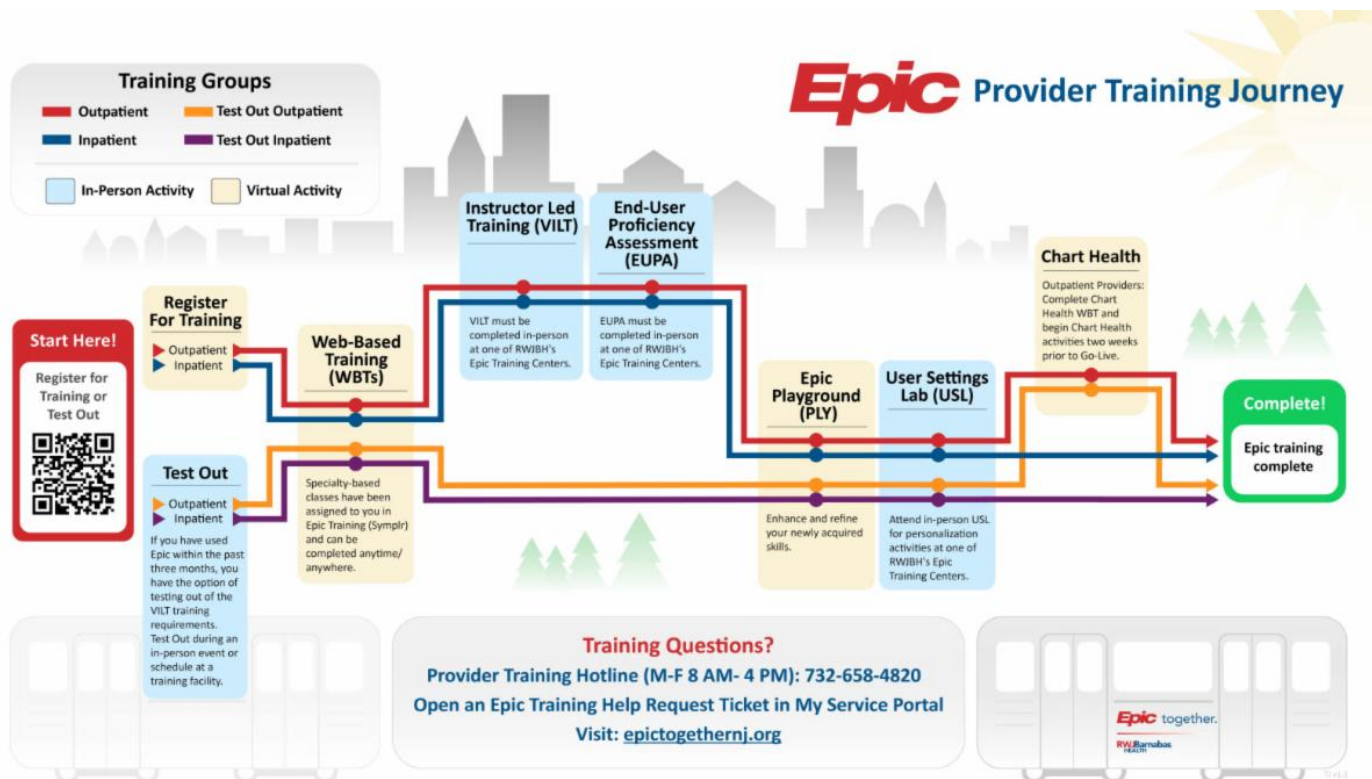 Training Groups
Outpatient
Test Out Outpatient
Inpatient
Test Out Inpatient
In-Person Activity
Virtual Activity
Epic Provider Training Journey
Start Here!
Register for
Training or
Test Out
Register
For Training
Outpatient
Inpatient
Test Out
Outpatient
Inpatient
If you have used
Epic within the past
three months, you
have the option of
testing out of the
VILT training
requirements.
Test Out during an
in-person event or
schedule at a
training facility.
Web-Based
Training
(WBTs)
Specialty-based
classes have been
assigned to you in
Epic Training (Symplr)
and can be
completed anytime/
anywhere.
Instructor Led
Training (VILT)
VILT must be
completed in-person
at one of RWJBH's
Epic Training Centers.
End-User
Proficiency
Assessment
(EUPA)
EUPA must be
completed in-person
at one of RWJBH's
Epic Training Centers.
Epic
Playground
(PLY)
Enhance and refine
your newly acquired
skills.
User Settings
Lab (USL)
Attend in-person USL
for personalization
activities at one of
RWJBH's Epic
Training Centers.
Chart Health
Outpatient Providers:
Complete Chart
Health WBT and
begin Chart Health
activities two weeks
prior to Go-Live.
Complete!
Epic training
complete
Training Questions?
Provider Training Hotline (M-F 8 AM- 4 PM): 732-658-4820
Open an Epic Training Help Request Ticket in My Service Portal
Visit: epictogethernj.org
Epic together.
RWJBarnabas
HEALTH